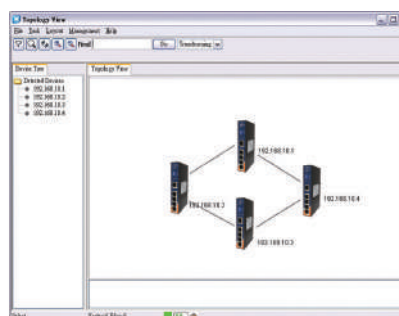 Topology View
File Tool Layout Management Help
Find: Go Transforming
Device Tree
Topology View
Detected Devices
192.168.10.1
192.168.10.2
192.168.10.3
192.168.10.4
192.168.10.1
192.168.10.2
192.168.10.4
192.168.10.3